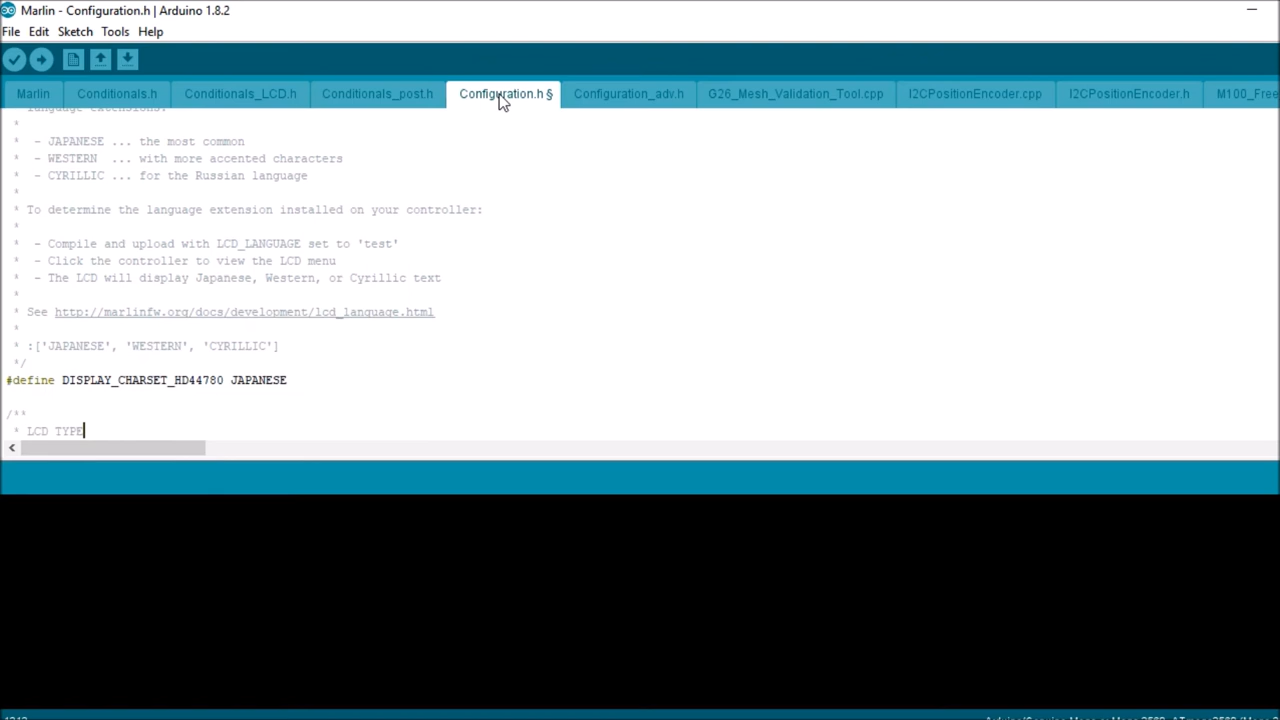 Marlin - Configuration.h | Arduino 1.8.2
File Edit Sketch Tools Help
Marlin Conditionals.h Conditionals_LCD.h Conditionals_post.h Configuration.h § Configuration_adv.h G26_Mesh_Validation_Tool.cpp I2CPositionEncoder.cpp I2CPositionEncoder.h M100_Free
language extensions.
*
* - JAPANESE ... the most common
* - WESTERN ... with more accented characters
* - CYRILLIC ... for the Russian language
*
* To determine the language extension installed on your controller:
*
* - Compile and upload with LCD_LANGUAGE set to 'test'
* - Click the controller to view the LCD menu
* - The LCD will display Japanese, Western, or Cyrillic text
*
* See http://marlinfw.org/docs/development/lcd_language.html
*
* :['JAPANESE', 'WESTERN', 'CYRILLIC']
*/
#define DISPLAY_CHARSET_HD44780 JAPANESE
/**
* LCD TYPE